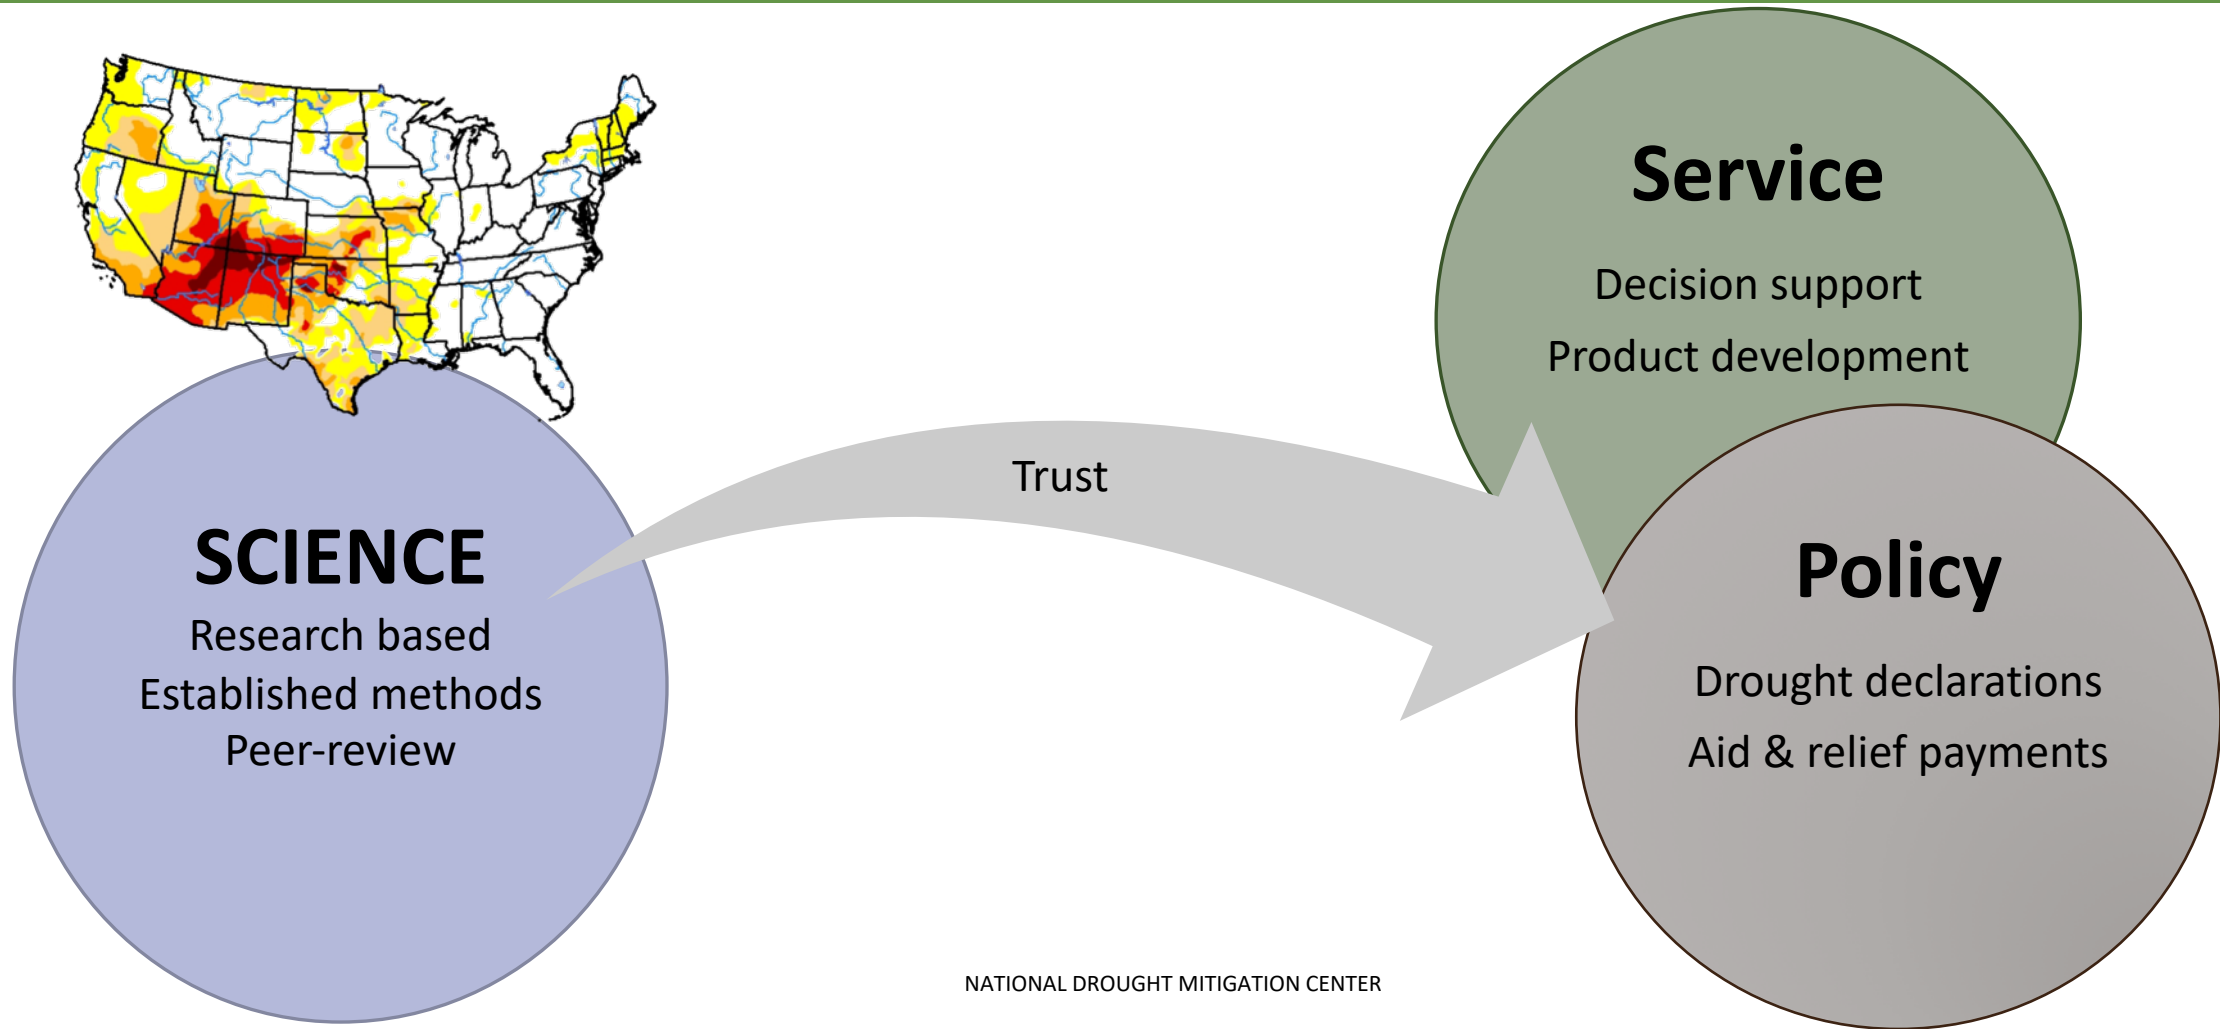 SCIENCE
Research based
Established methods
Peer-review
Trust
Service
Decision support
Product development
Policy
Drought declarations
Aid & relief payments
NATIONAL DROUGHT MITIGATION CENTER